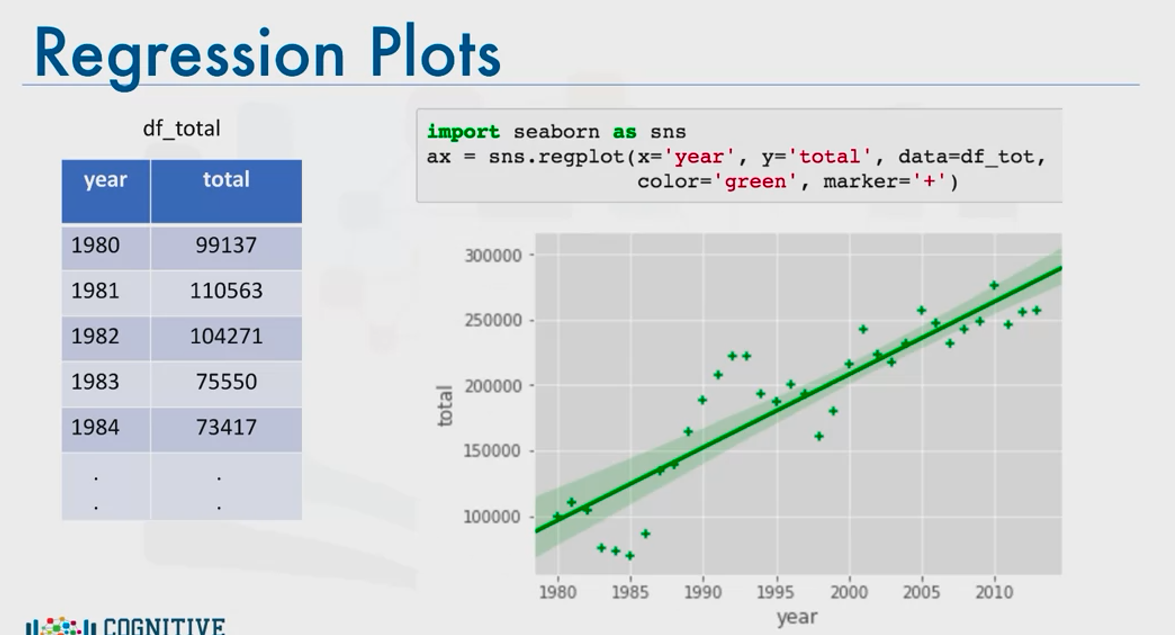 Regression Plots
df_total
year total
1980 99137
1981 110563
1982 104271
1983 75550
1984 73417
. .
. .
import seaborn as sns
ax = sns.regplot(x='year', y='total', data=df_tot,
color='green', marker='+')
300000
250000
200000
150000
100000
total
1980 1985 1990 1995 2000 2005 2010
year
COGNITIVE